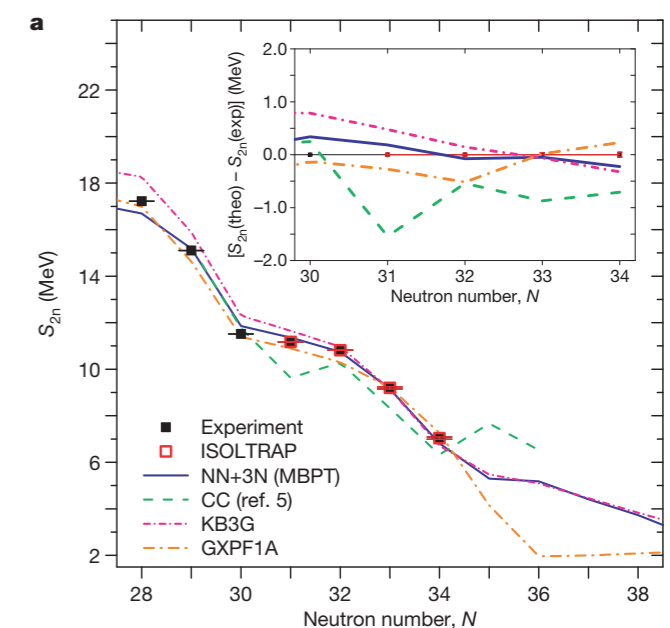 a
22
18
14
10
6
2
S2n (MeV)
28
30
32
34
36
38
Neutron number, N
2.0
1.0
0.0
−1.0
−2.0
[S2n(theo) − S2n(exp)] (MeV)
30
31
32
33
34
Neutron number, N
Experiment
ISOLTRAP
NN+3N (MBPT)
CC (ref. 5)
KB3G
GXPF1A